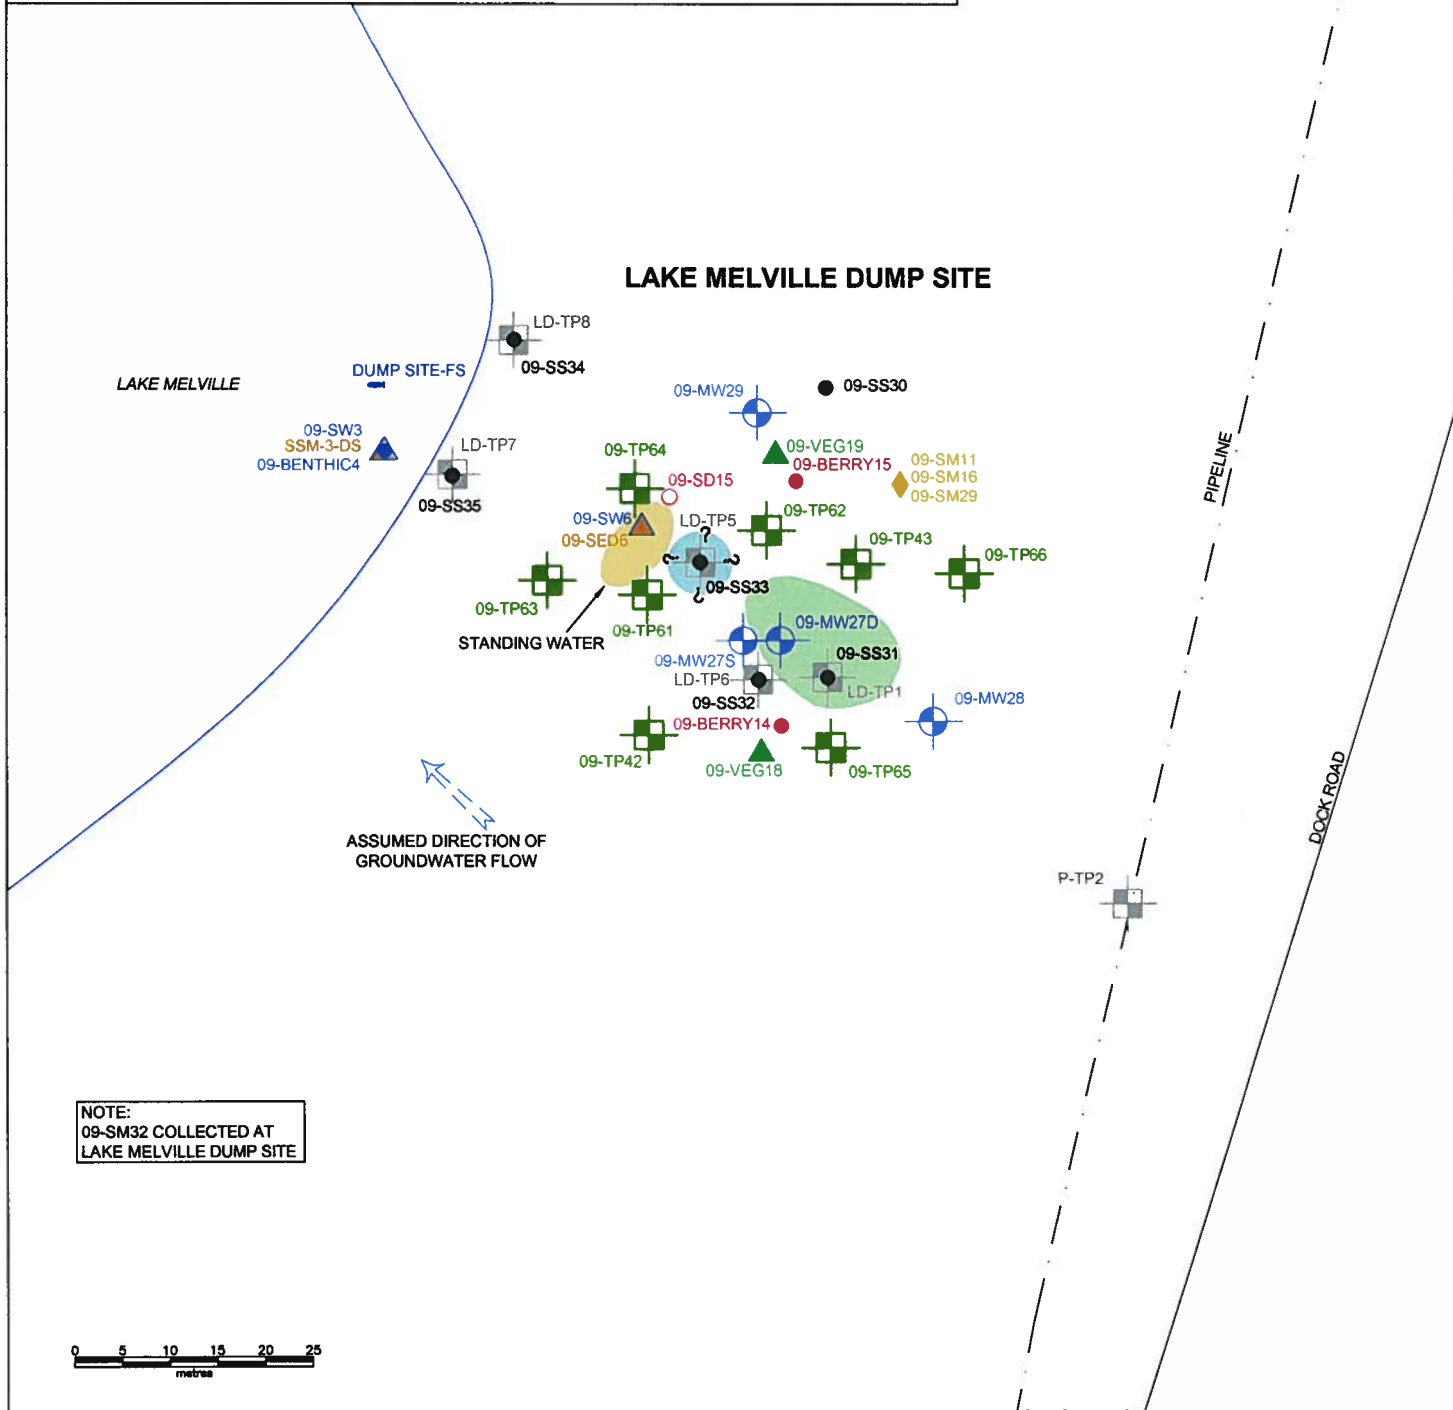 LAKE MELVILLE DUMP SITE
LD-TP8
09-SS34
LAKE MELVILLE
DUMP SITE-FS
09-SW3
SSM-3-DS
09-BENTHIC4
LD-TP7
09-SS35
09-MW29
09-SS30
09-VEG19
09-BERRY15
09-SM11
09-SM16
09-SM29
09-TP64
09-SD15
09-SW6
09-SED5
LD-TP5
?
?
?
?
09-SS33
09-TP62
09-TP43
09-TP66
09-TP63
09-TP61
STANDING WATER
09-MW27D
09-MW27S
09-SS31
LD-TP6
LD-TP1
09-SS32
09-MW28
09-BERRY14
09-TP42
09-VEG18
09-TP65
PIPELINE
DOCK ROAD
ASSUMED DIRECTION OF
GROUNDWATER FLOW
P-TP2
NOTE:
09-SM32 COLLECTED AT
LAKE MELVILLE DUMP SITE
0 5 10 15 20 25
metres